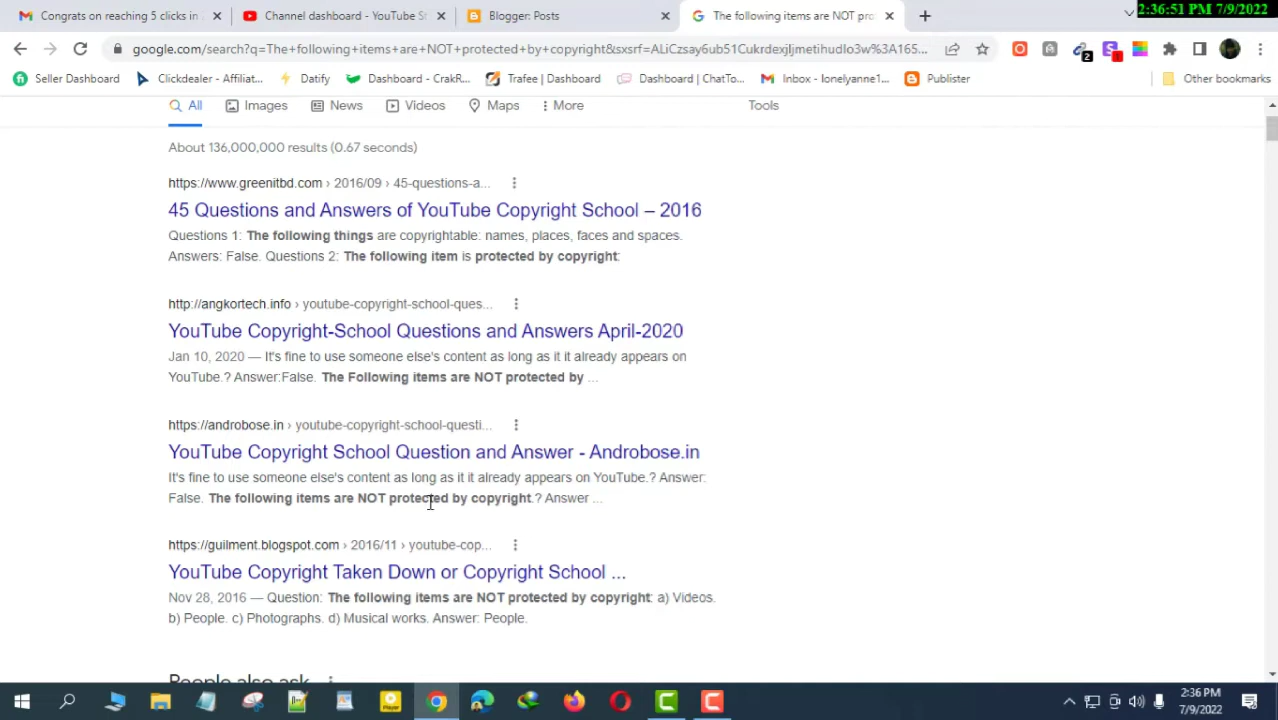 2:36:51 PM 7/9/2022
Congrats on reaching 5 clicks in
Channel dashboard - YouTube St
Blogger: Posts
The following items are NOT pro
google.com/search?q=The+following+items+are+NOT+protected+by+copyright&sxsrf=ALiCzsay6ub51CukrdexjljmetihudIo3w%3A165...
2
Seller Dashboard
Clickdealer - Affiliat...
Datify
Dashboard - CrakR...
Trafee | Dashboard
Dashboard | ChatTo...
Inbox - lonelyanne1...
Publister
Other bookmarks
All
Images
News
Videos
Maps
More
Tools
About 136,000,000 results (0.67 seconds)
https://www.greenitbd.com › 2016/09 › 45-questions-a...
45 Questions and Answers of YouTube Copyright School – 2016
Questions 1: The following things are copyrightable: names, places, faces and spaces.
Answers: False. Questions 2: The following item is protected by copyright:
http://angkortech.info › youtube-copyright-school-ques...
YouTube Copyright-School Questions and Answers April-2020
Jan 10, 2020 — It's fine to use someone else's content as long as it it already appears on
YouTube.? Answer:False. The Following items are NOT protected by ...
https://androbose.in › youtube-copyright-school-questi...
YouTube Copyright School Question and Answer - Androbose.in
It's fine to use someone else's content as long as it it already appears on YouTube.? Answer:
False. The following items are NOT protected by copyright.? Answer ...
https://guilment.blogspot.com › 2016/11 › youtube-cop...
YouTube Copyright Taken Down or Copyright School ...
Nov 28, 2016 — Question: The following items are NOT protected by copyright: a) Videos.
b) People. c) Photographs. d) Musical works. Answer: People.
People also ask
2:36 PM
7/9/2022